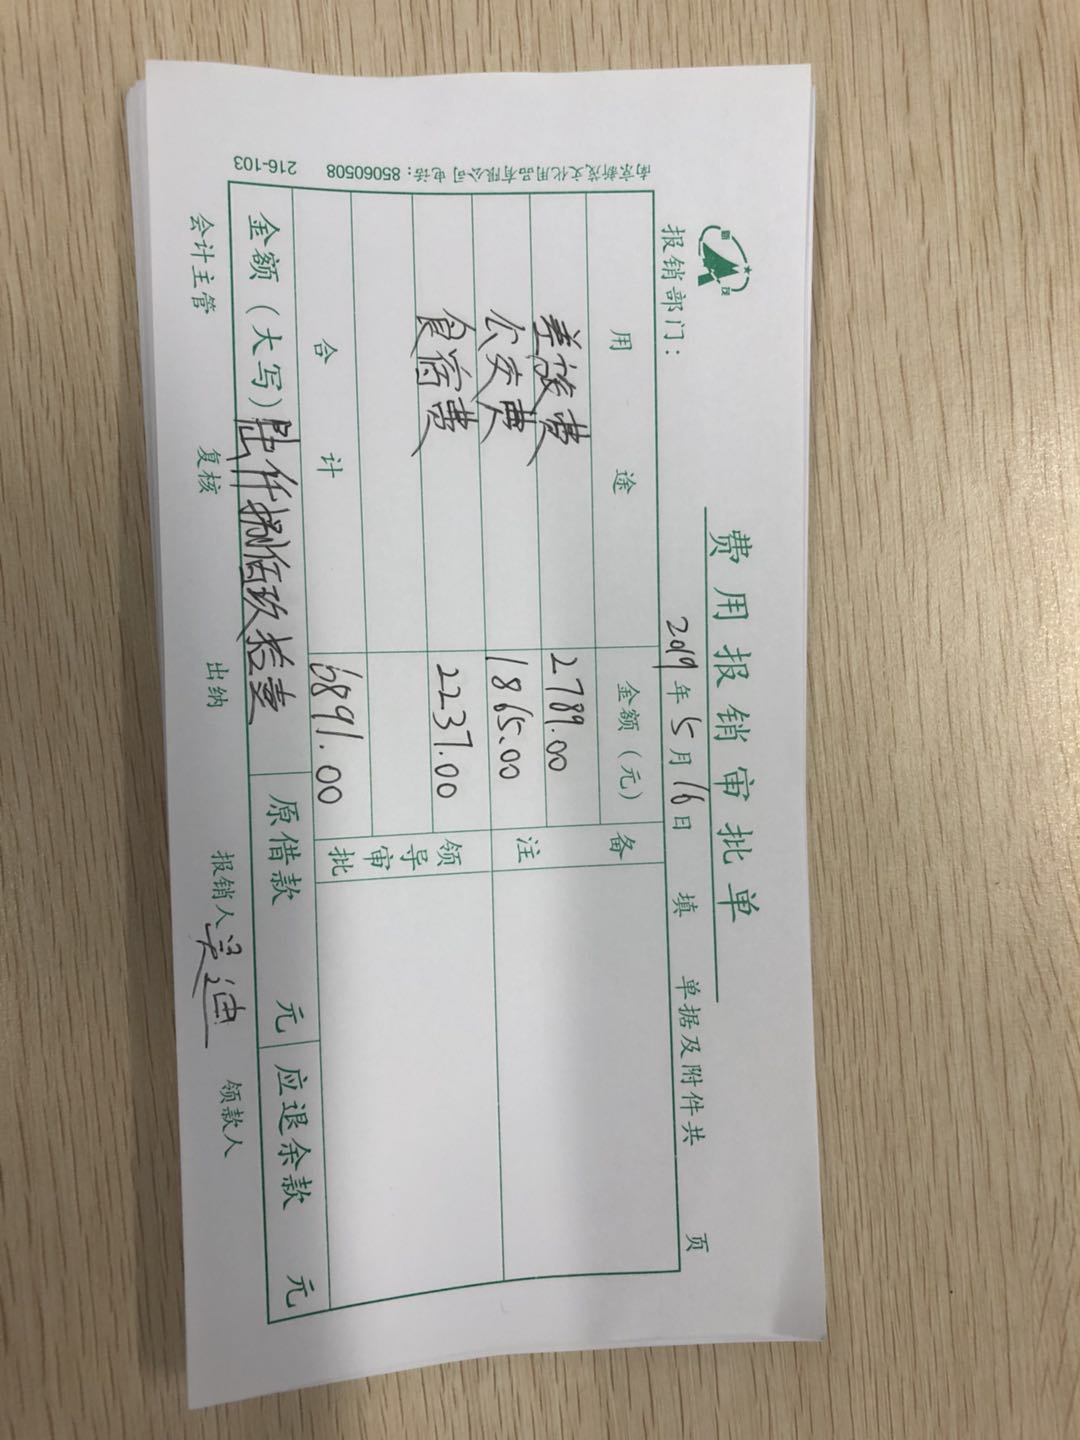 费用报销审批单
报销部门： 2019年5月16日 填 单据及附件共 页
用途 金额（元） 备注
差旅费 2789.00
公交费 1865.00
食宿费 2237.00
领导审批
合计 6891.00
金额（大写）陆仟捌佰玖拾壹 原借款 元 应退余款 元
会计主管 复核 出纳 报销人 吴迪 领款人
南京新茂文化用品有限公司 电话：85060508 216-103